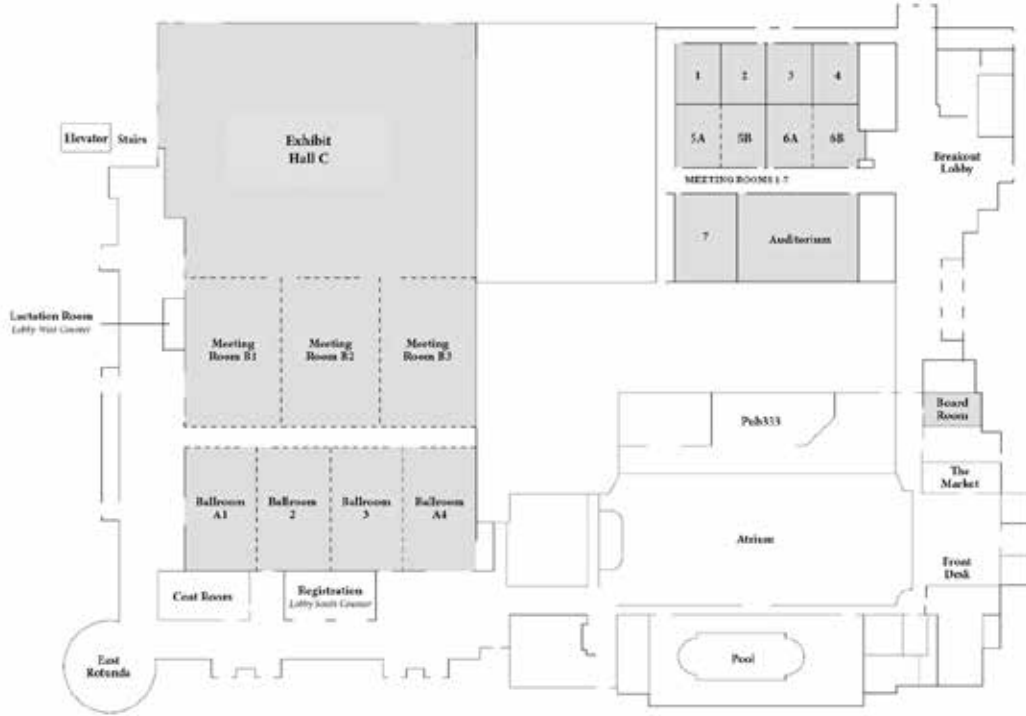 1
2
3
4
Elevator
Stairs
Exhibit
Hall C
5A
5B
6A
6B
Breakout
Lobby
MEETING ROOMS 1-7
7
Auditorium
Lactation Room
Lobby West Counter
Meeting
Room B1
Meeting
Room B2
Meeting
Room B3
Board
Room
Pub333
The
Market
Ballroom
A1
Ballroom
2
Ballroom
3
Ballroom
A4
Atrium
Front
Desk
Coat Room
Registration
Lobby South Counter
East
Rotunda
Pool